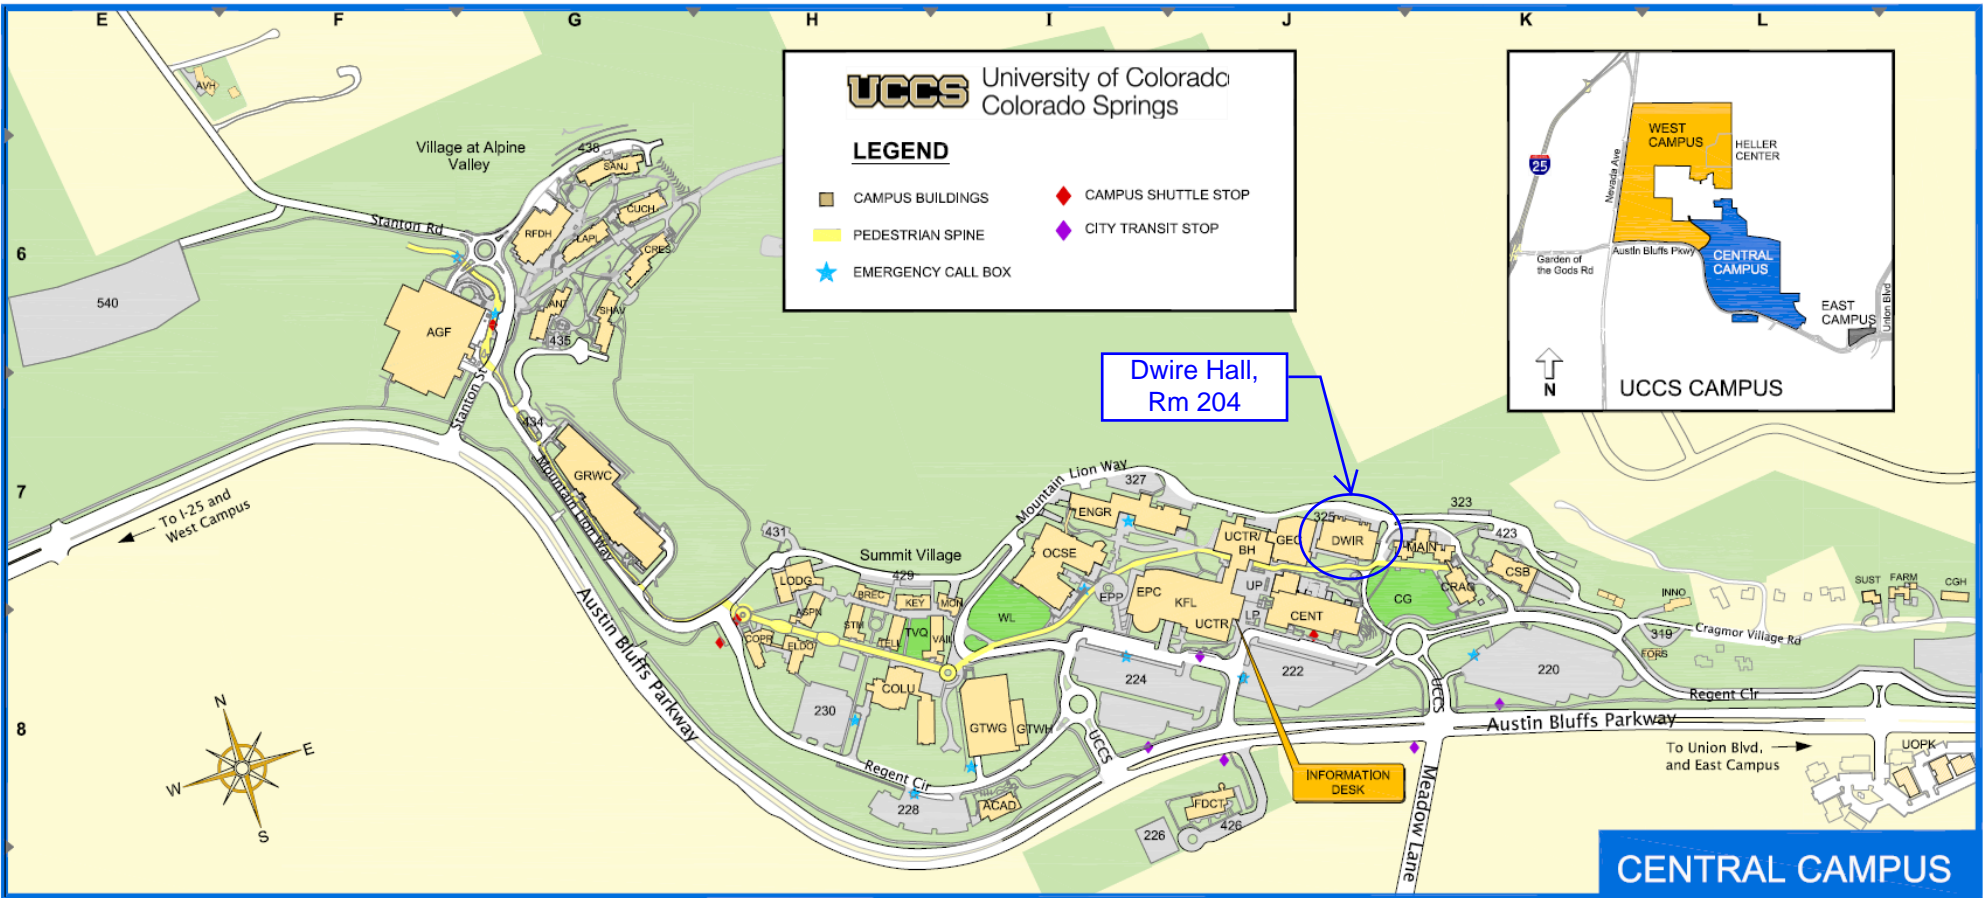 E F G H I J K L
6
7
8
UCCS University of Colorado
Colorado Springs
LEGEND
CAMPUS BUILDINGS
PEDESTRIAN SPINE
EMERGENCY CALL BOX
CAMPUS SHUTTLE STOP
CITY TRANSIT STOP
WEST
CAMPUS
HELLER
CENTER
25
Nevada Ave
Austin Bluffs Pkwy
Garden of
the Gods Rd
CENTRAL
CAMPUS
EAST
CAMPUS
Union Blvd
N
UCCS CAMPUS
Dwire Hall,
Rm 204
AVH
Village at Alpine
Valley
438
SANJ
CUCH
RFDH
LAPL
CRES
Stanton Rd
540
AGF
ANT
SHAV
435
Stanton St
434
GRWC
Mountain Lion Way
To I-25 and
West Campus
431
Summit Village
429
LODG
ASPN
BREC
KEY
MON
STM
TELL
TVQ
VAIL
COPR
ELDO
COLU
230
Austin Bluffs Parkway
Regent Cir
228
ACAD
GTWG
GTWH
UCCS
WL
Mountain Lion Way
327
ENGR
OCSE
EPP
EPC
KFL
UCTR
UCTR/
BH
GEO
325
DWIR
UP
LP
CENT
MAIN
CRAG
CG
323
423
CSB
224
222
220
UCCS
INNO
319
FORS
Cragmor Village Rd
SUST
FARM
CGH
Regent Cir
Austin Bluffs Parkway
To Union Blvd,
and East Campus
UOPK
INFORMATION
DESK
Meadow Lane
FDCT
226
426
N
E
S
W
CENTRAL CAMPUS